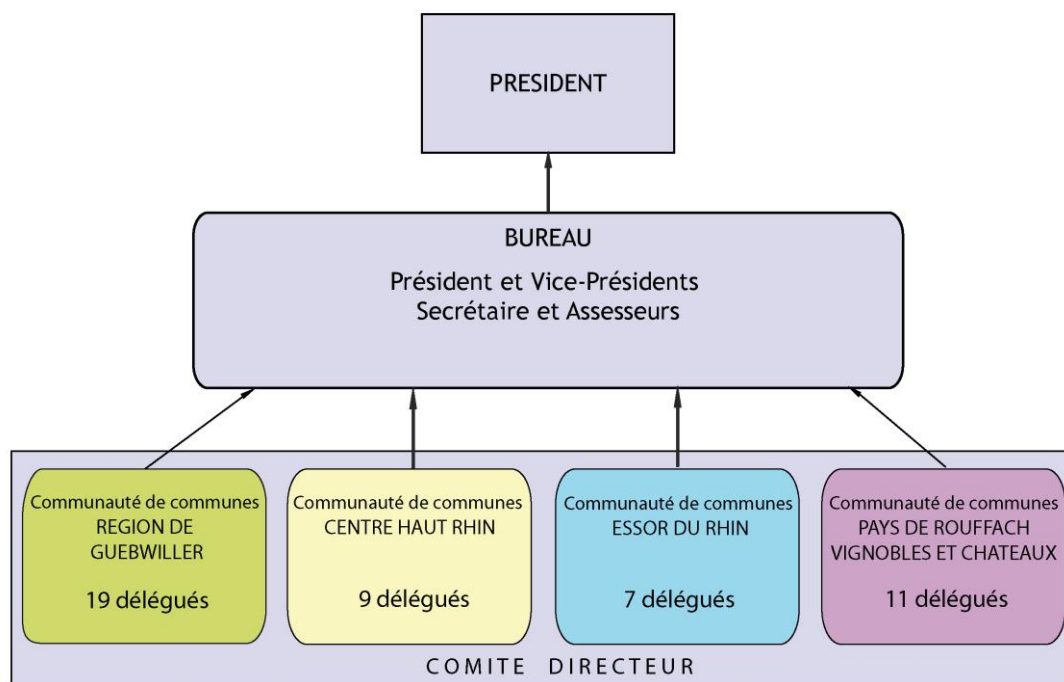 PRESIDENT
BUREAU
Président et Vice-Présidents
Secrétaire et Assesseurs
Communauté de communes
REGION DE
GUEBWILLER
19 délégués
Communauté de communes
CENTRE HAUT RHIN
9 délégués
Communauté de communes
ESSOR DU RHIN
7 délégués
Communauté de communes
PAYS DE ROUFFACH
VIGNOBLES ET CHATEAUX
11 délégués
COMITE DIRECTEUR